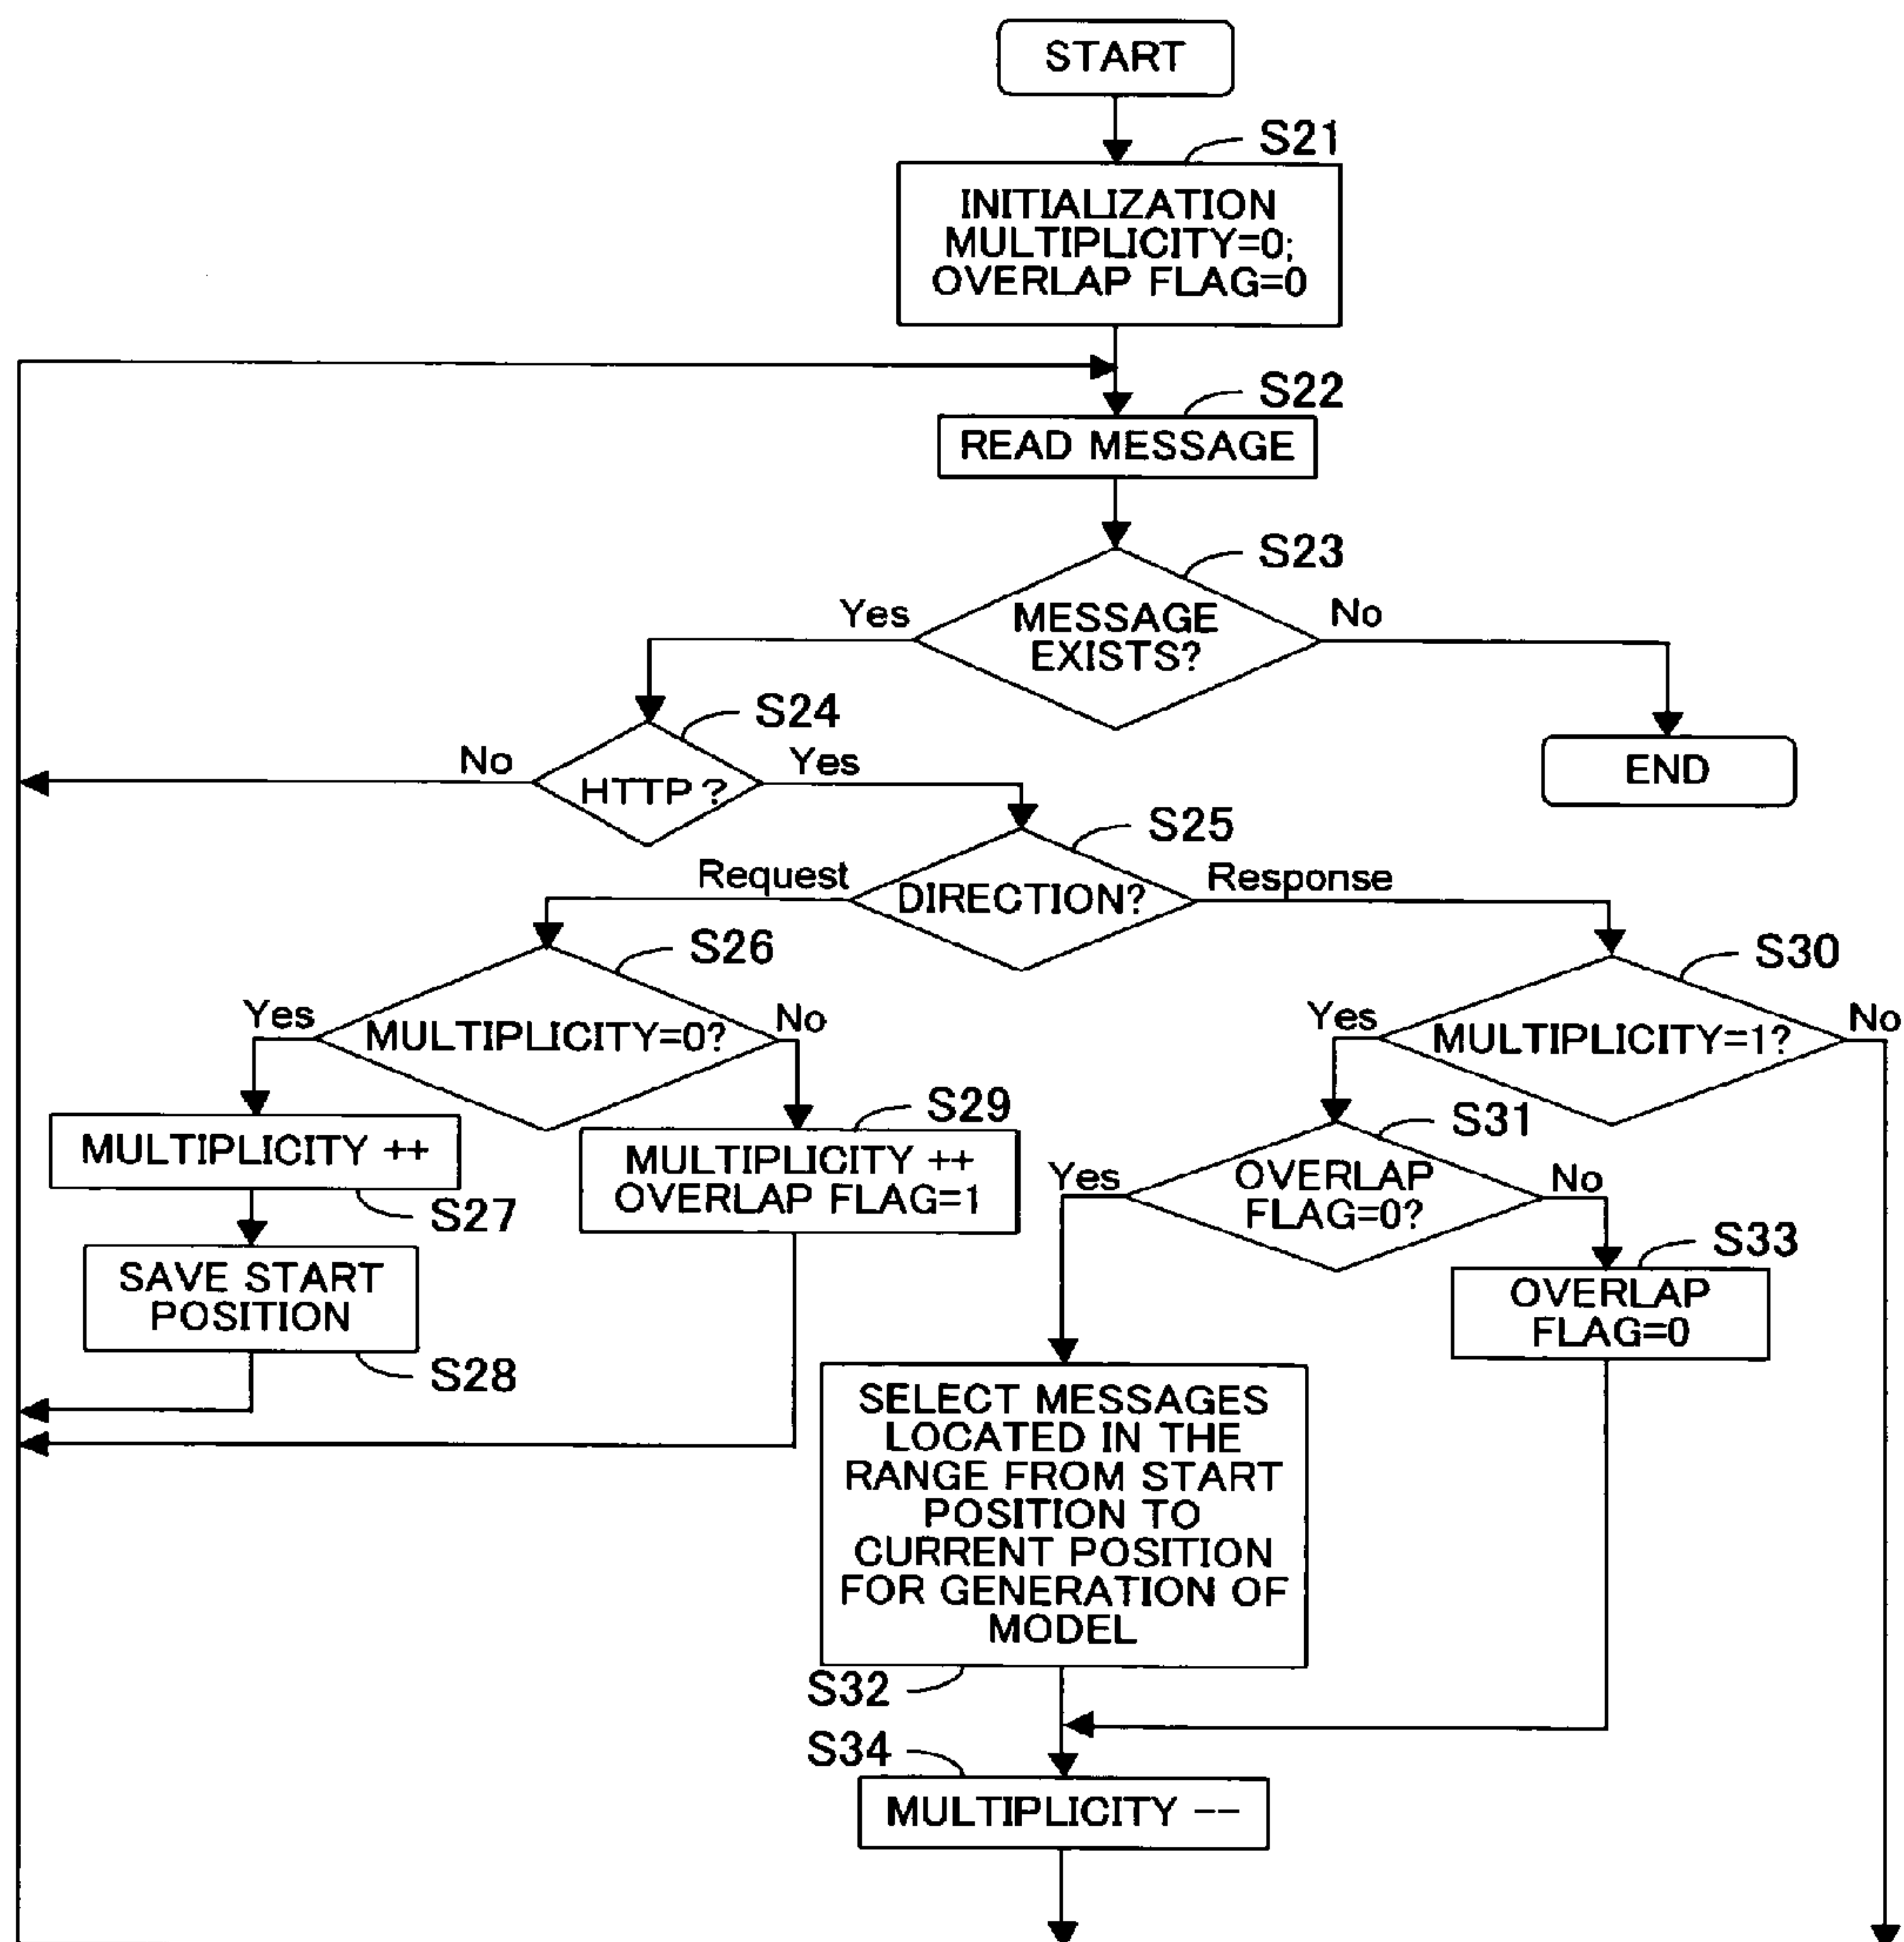 START
S21
INITIALIZATION
MULTIPLICITY=0;
OVERLAP FLAG=0
S22
READ MESSAGE
S23
MESSAGE
EXISTS?
Yes
No
END
S24
HTTP ?
No
Yes
S25
DIRECTION?
Request
Response
S26
MULTIPLICITY=0?
Yes
No
MULTIPLICITY ++
S27
SAVE START
POSITION
S28
S29
MULTIPLICITY ++
OVERLAP FLAG=1
S30
MULTIPLICITY=1?
Yes
No
S31
OVERLAP
FLAG=0?
Yes
No
S33
OVERLAP
FLAG=0
SELECT MESSAGES
LOCATED IN THE
RANGE FROM START
POSITION TO
CURRENT POSITION
FOR GENERATION OF
MODEL
S32
S34
MULTIPLICITY --